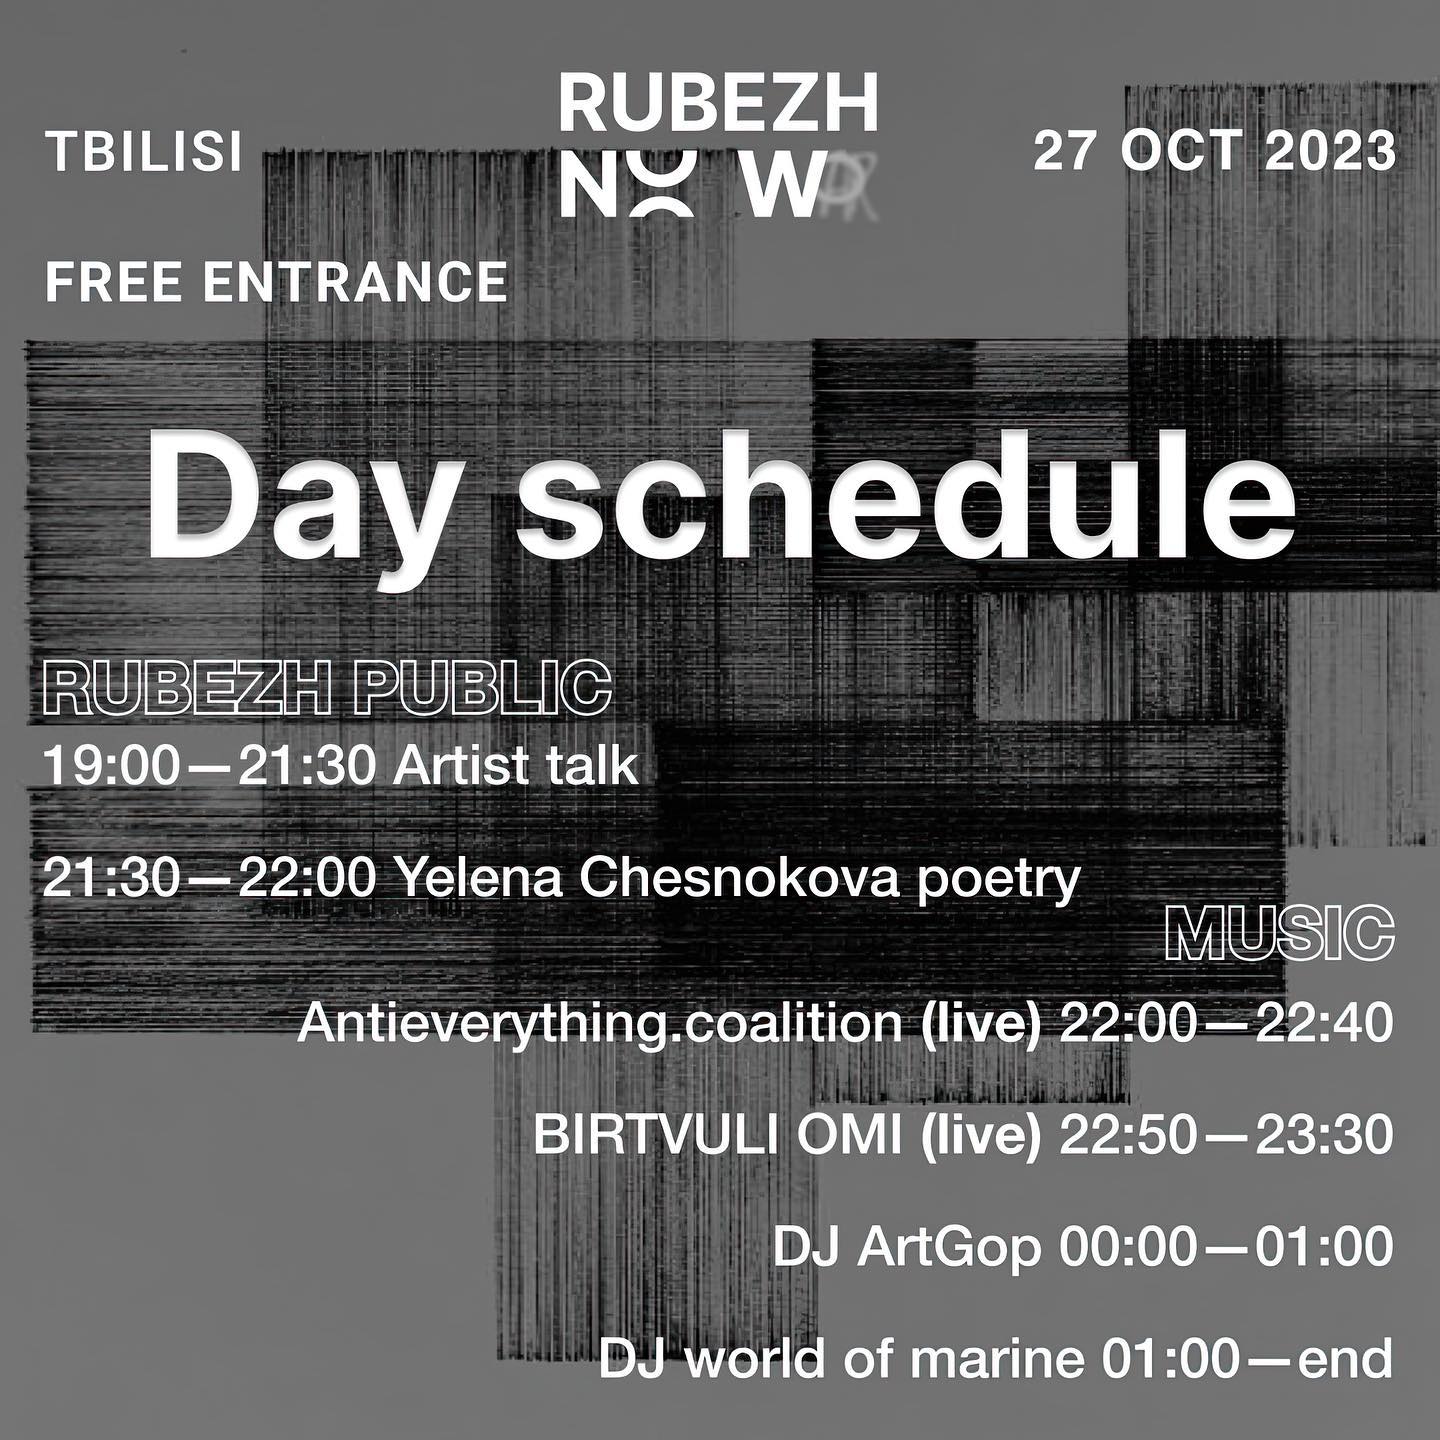 TBILISI
RUBEZH
NOW
27 OCT 2023
FREE ENTRANCE
Day schedule
RUBEZH PUBLIC
19:00—21:30 Artist talk
21:30—22:00 Yelena Chesnokova poetry
MUSIC
Antieverything.coalition (live) 22:00—22:40
BIRTVULI OMI (live) 22:50—23:30
DJ ArtGop 00:00—01:00
DJ world of marine 01:00—end